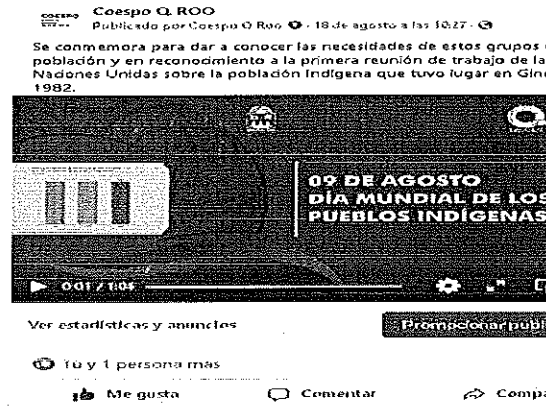 Coespo Q. ROO
Publicado por Coespo Q Roo · 18 de agosto a las 10:27 ·
Se conmemora para dar a conocer las necesidades de estos grupos
población y en reconocimiento a la primera reunión de trabajo de la
Naciones Unidas sobre la población Indígena que tuvo lugar en Gin
1982.
09 DE AGOSTO
DÍA MUNDIAL DE LOS
PUEBLOS INDÍGENAS
0:01 / 1:04
Ver estadísticas y anuncios
Promocionar publi
Tú y 1 persona más
Me gusta
Comentar
Compa